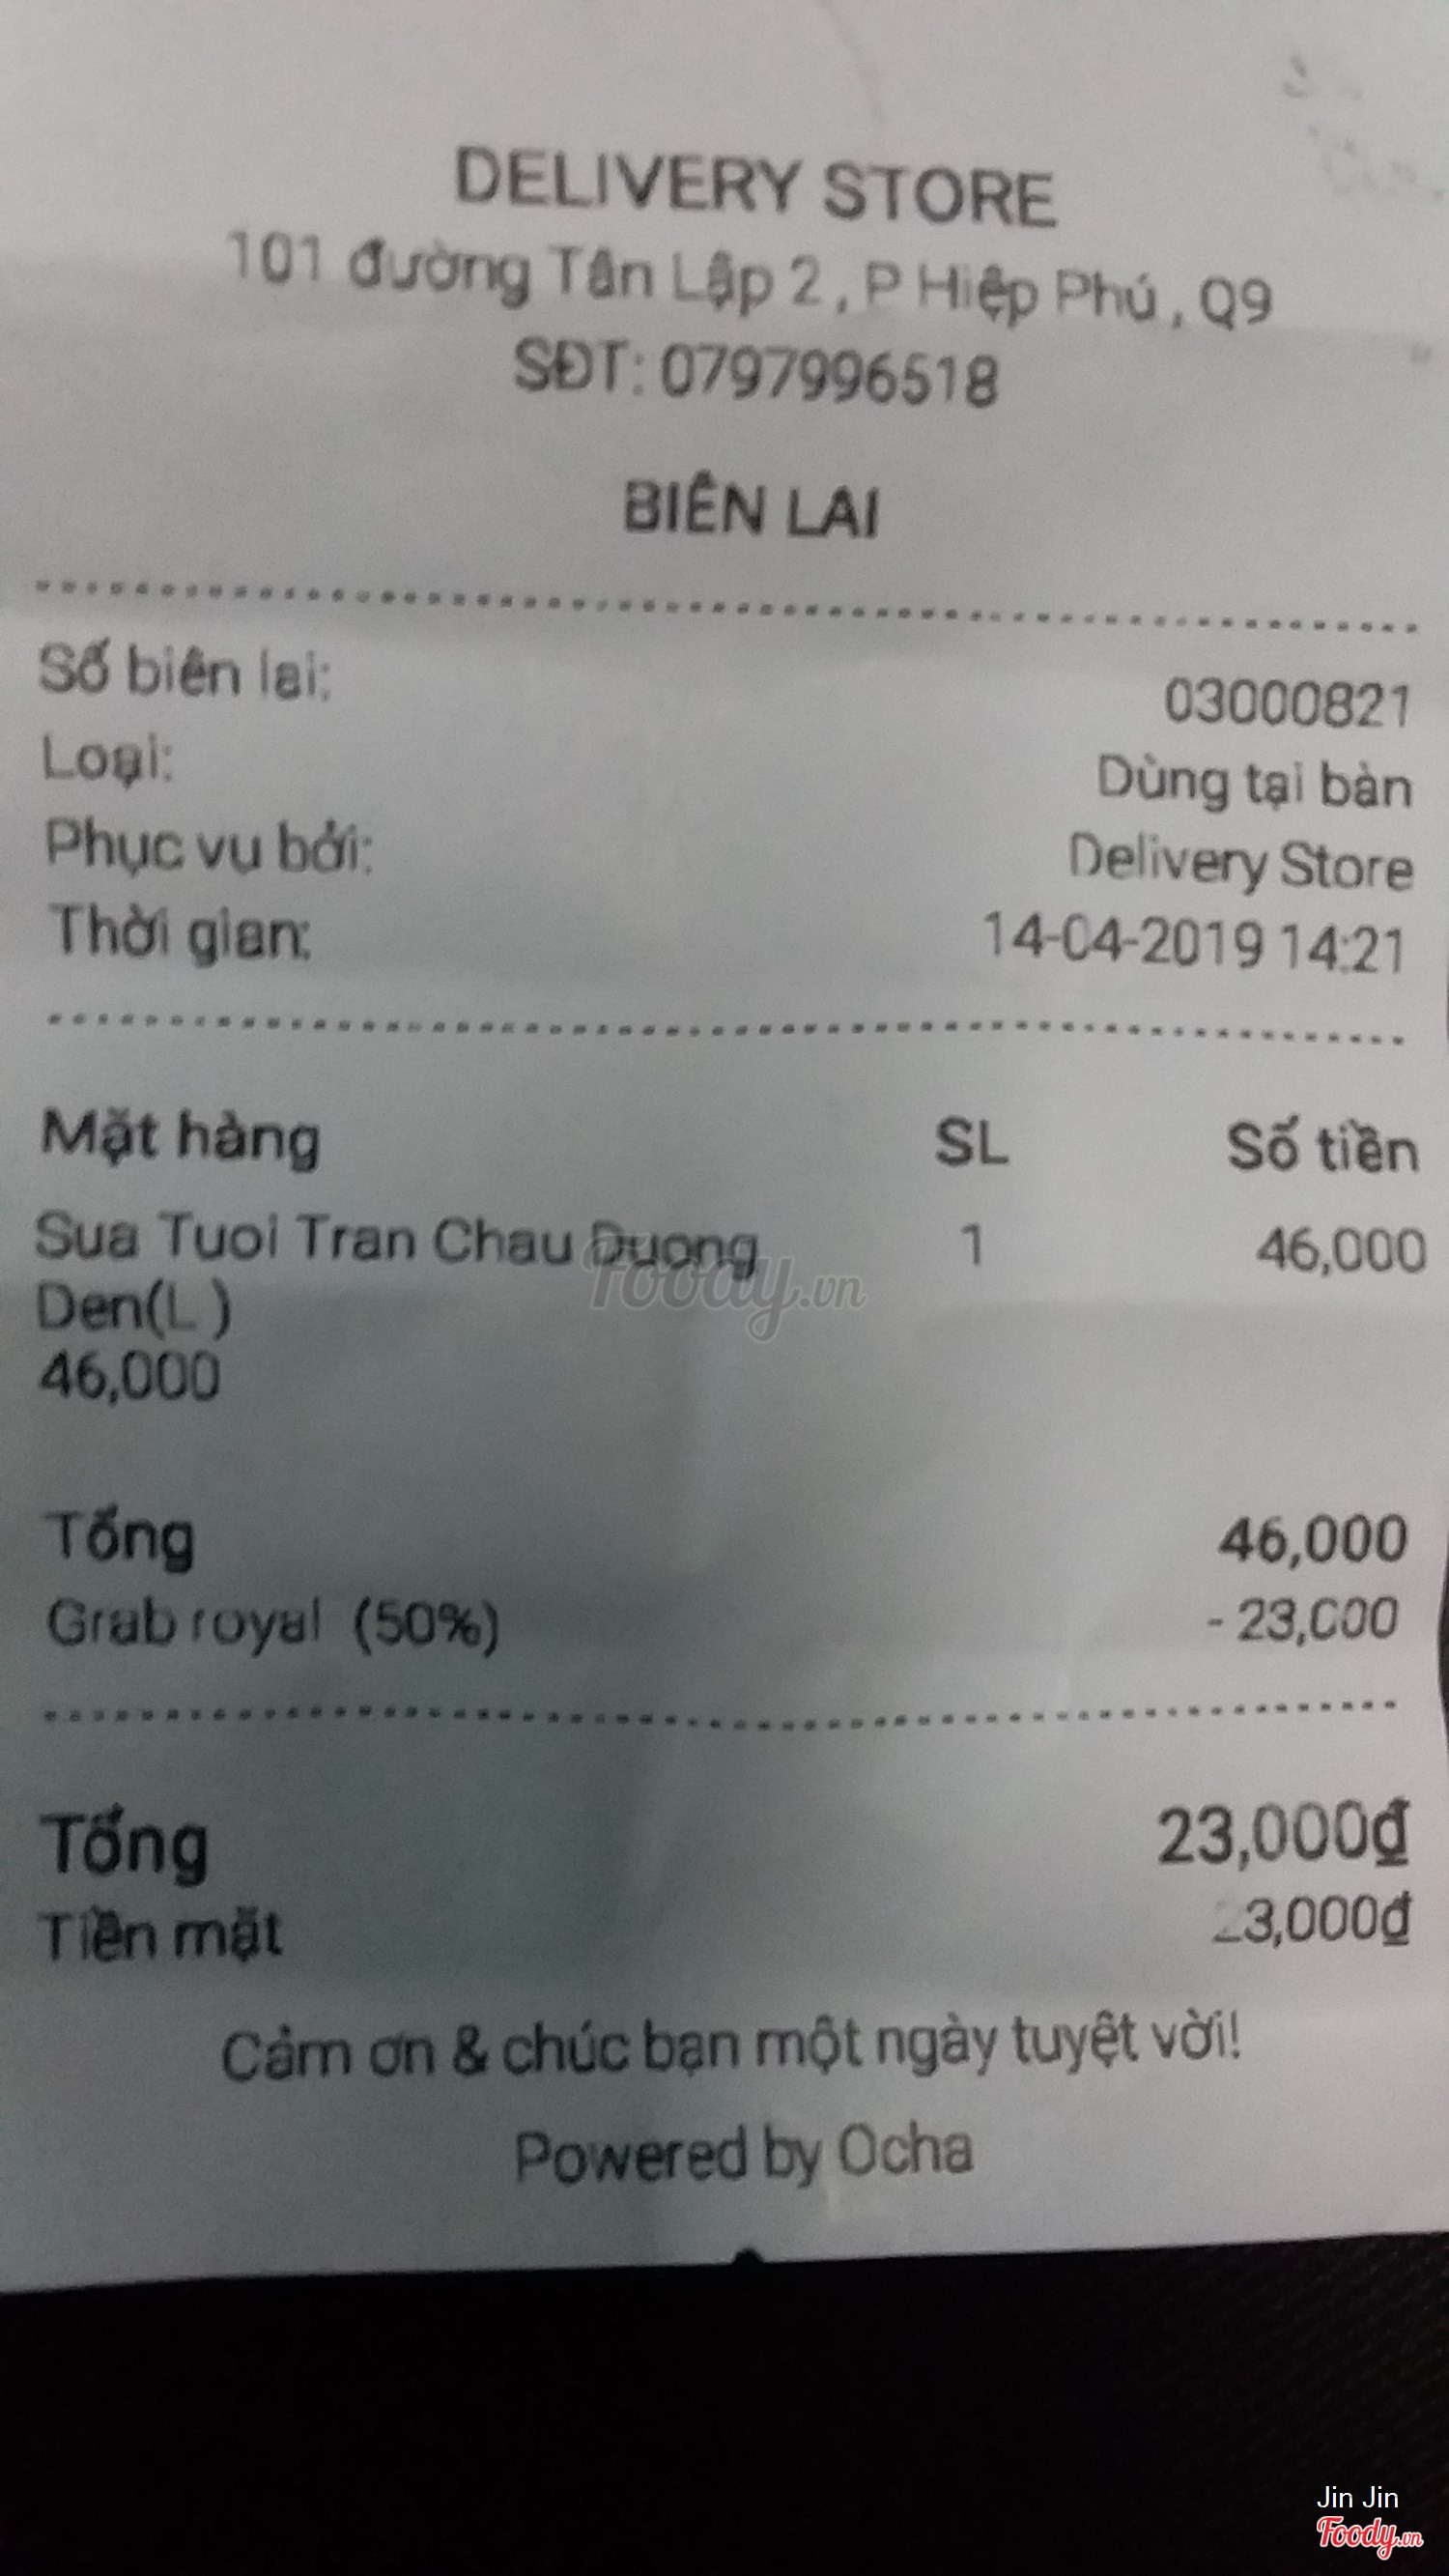 DELIVERY STORE
101 đường Tân Lập 2 , P Hiệp Phú , Q9
SĐT: 0797996518
BIÊN LAI
Số biên lai: 03000821
Loại: Dùng tại bàn
Phục vụ bởi: Delivery Store
Thời gian: 14-04-2019 14:21
Mặt hàng SL Số tiền
Sua Tuoi Tran Chau Duong 1 46,000
Den(L )
46,000
Foody.vn
Tổng 46,000
Grab royal (50%) - 23,000
Tổng 23,000₫
Tiền mặt 23,000₫
Cảm ơn & chúc bạn một ngày tuyệt vời!
Powered by Ocha
Jin Jin
Foody.vn